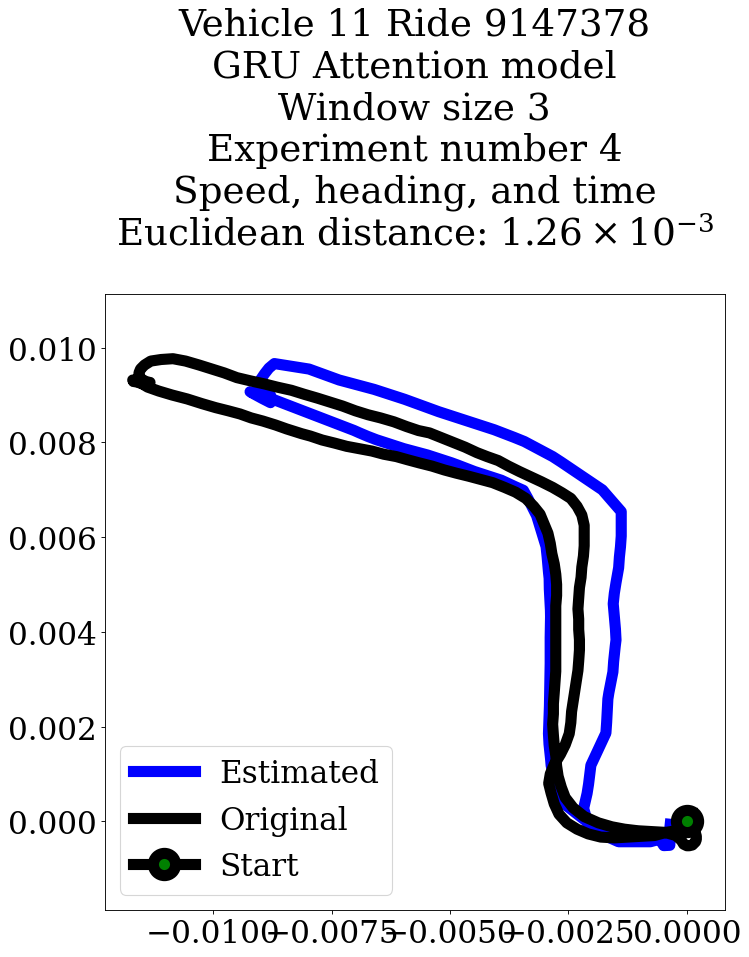 Vehicle 11 Ride 9147378
GRU Attention model
Window size 3
Experiment number 4
Speed, heading, and time
Euclidean distance: 1.26 × 10⁻³
0.010
0.008
0.006
0.004
0.002
0.000
Estimated
Original
Start
−0.0100 −0.0075 −0.0050 −0.0025 0.0000